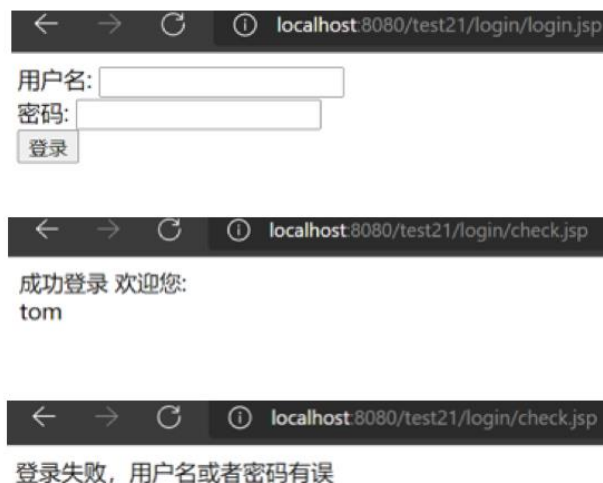 localhost:8080/test21/login/login.jsp
用户名:
密码:
登录
localhost:8080/test21/login/check.jsp
成功登录 欢迎您:
tom
localhost:8080/test21/login/check.jsp
登录失败，用户名或者密码有误